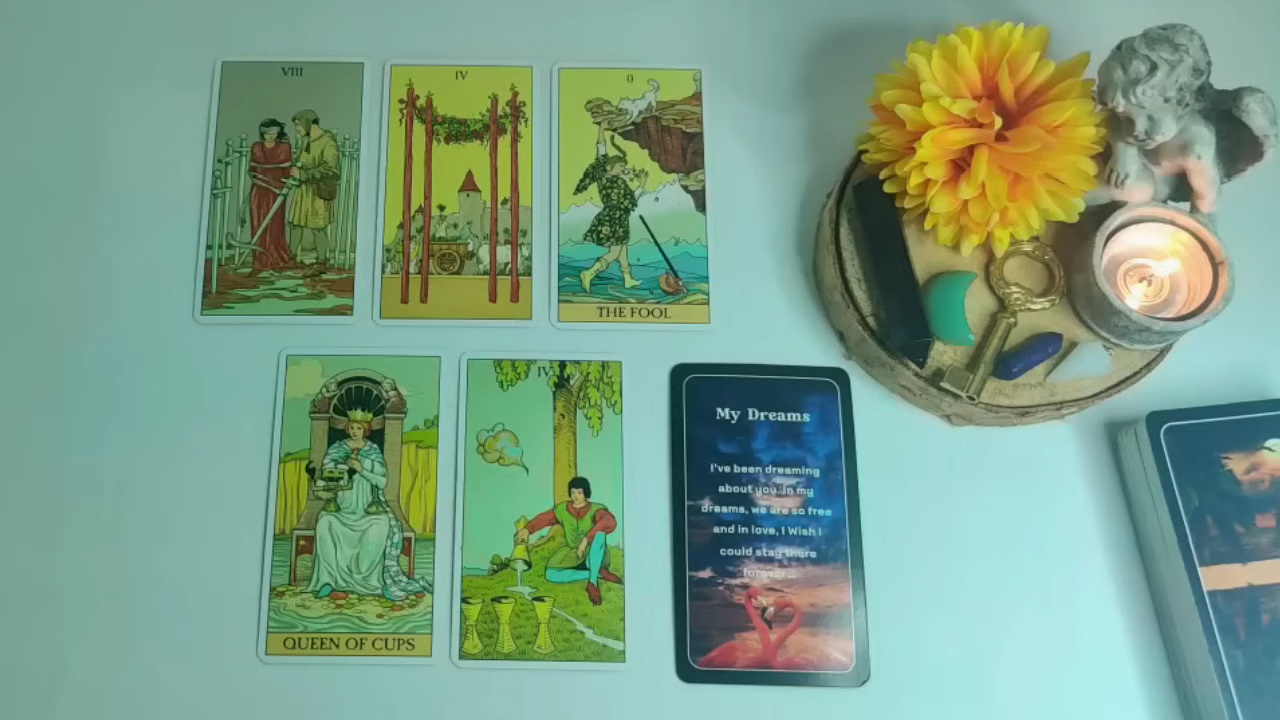 VIII
IV
0
THE FOOL
QUEEN OF CUPS
IV
My Dreams
I've been dreaming
about you. In my
dreams, we are so free
and in love, I Wish I
could stay there
forever...